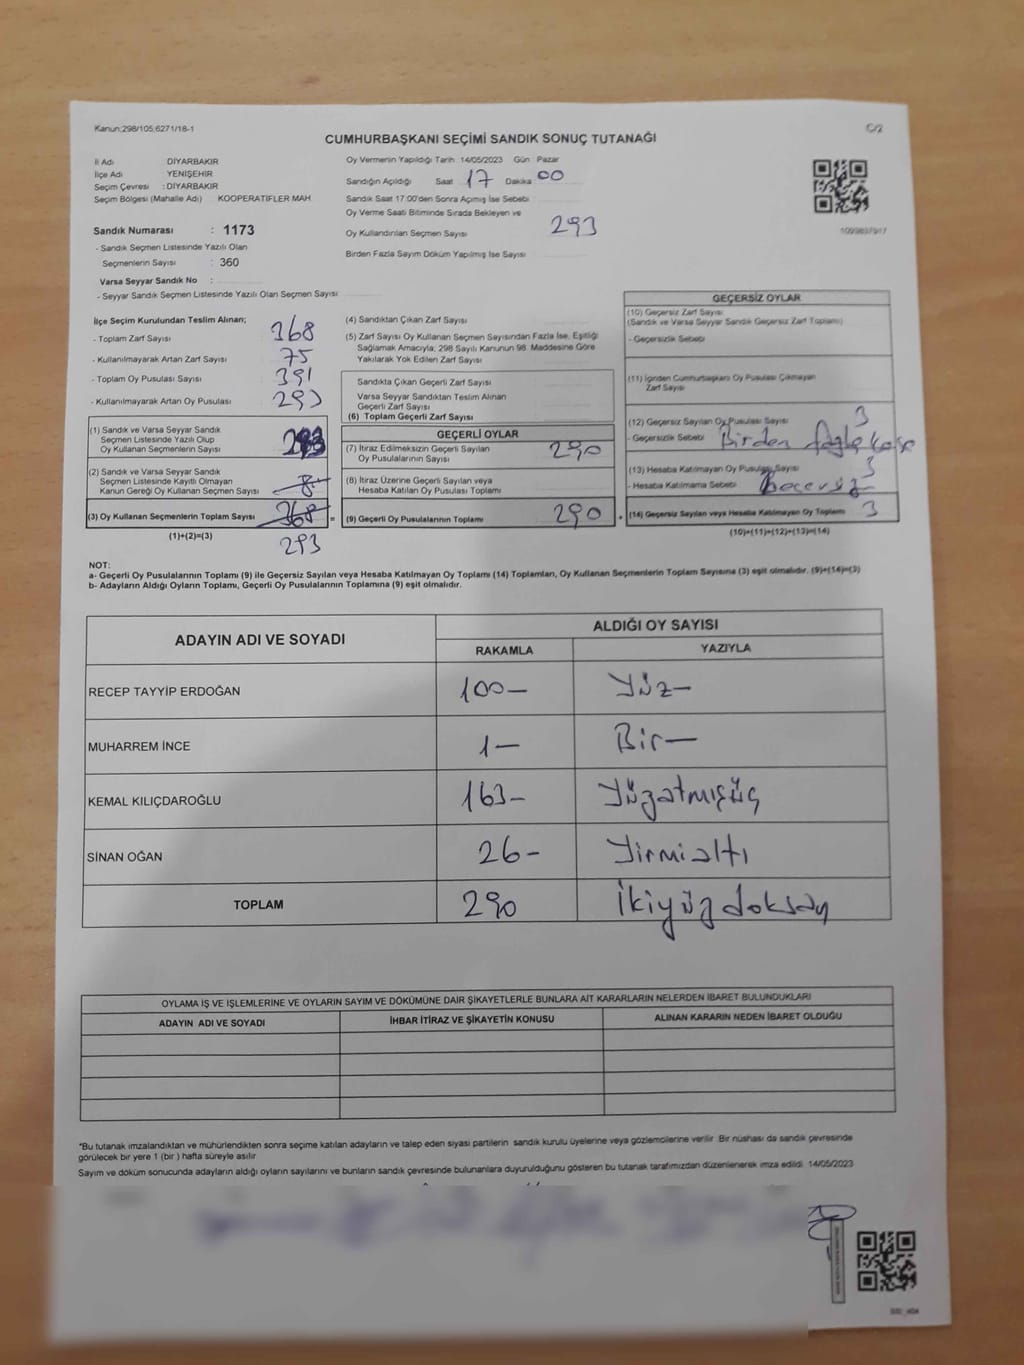 Kanun;298/105;6271/18-1
C/2
CUMHURBAŞKANI SEÇİMİ SANDIK SONUÇ TUTANAĞI
İl Adı DİYARBAKIR
İlçe Adı YENİŞEHİR
Seçim Çevresi : DİYARBAKIR
Seçim Bölgesi (Mahalle Adı) KOOPERATİFLER MAH.
Oy Vermenin Yapıldığı Tarih 14/05/2023 Gün Pazar
Sandığın Açıldığı Saat 17 Dakika 00
Sandık Saat 17.00'den Sonra Açılmış İse Sebebi
Oy Verme Saati Bitiminde Sırada Bekleyen ve
Oy Kullandırılan Seçmen Sayısı 293
Birden Fazla Sayım Döküm Yapılmış İse Sayısı
Sandık Numarası : 1173
- Sandık Seçmen Listesinde Yazılı Olan
Seçmenlerin Sayısı : 360
Varsa Seyyar Sandık No :
- Seyyar Sandık Seçmen Listesinde Yazılı Olan Seçmen Sayısı
İlçe Seçim Kurulundan Teslim Alınan;
- Toplam Zarf Sayısı : 368
- Kullanılmayarak Artan Zarf Sayısı : 75
- Toplam Oy Pusulası Sayısı : 391
- Kullanılmayarak Artan Oy Pusulası : 293
(1) Sandık ve Varsa Seyyar Sandık
Seçmen Listesinde Yazılı Olup
Oy Kullanan Seçmenlerin Sayısı 293
(2) Sandık ve Varsa Seyyar Sandık
Seçmen Listesinde Kayıtlı Olmayan
Kanun Gereği Oy Kullanan Seçmen Sayısı 8
(3) Oy Kullanan Seçmenlerin Toplam Sayısı 368 =
(1)+(2)=(3) 293
(4) Sandıktan Çıkan Zarf Sayısı
(5) Zarf Sayısı Oy Kullanan Seçmen Sayısından Fazla İse, Eşitliği
Sağlamak Amacıyla, 298 Sayılı Kanunun 98. Maddesine Göre
Yakılarak Yok Edilen Zarf Sayısı
Sandıkta Çıkan Geçerli Zarf Sayısı
Varsa Seyyar Sandıktan Teslim Alınan
Geçerli Zarf Sayısı
(6) Toplam Geçerli Zarf Sayısı
GEÇERLİ OYLAR
(7) İtiraz Edilmeksizin Geçerli Sayılan
Oy Pusulalarının Sayısı 290
(8) İtiraz Üzerine Geçerli Sayılan veya
Hesaba Katılan Oy Pusulası Toplamı
(9) Geçerli Oy Pusulalarının Toplamı 290 +
GEÇERSİZ OYLAR
(10) Geçersiz Zarf Sayısı
(Sandık ve Varsa Seyyar Sandık Geçersiz Zarf Toplamı)
- Geçersizlik Sebebi
(11) İçinden Cumhurbaşkanı Oy Pusulası Çıkmayan
Zarf Sayısı
(12) Geçersiz Sayılan Oy Pusulası Sayısı 3
- Geçersizlik Sebebi Birden
(13) Hesaba Katılmayan Oy Pusulası Sayısı 3
- Hesaba Katılmama Sebebi Geçersiz
(14) Geçersiz Sayılan veya Hesaba Katılmayan Oy Toplamı 3
(10)+(11)+(12)+(13)=(14)
NOT:
a- Geçerli Oy Pusulalarının Toplamı (9) ile Geçersiz Sayılan veya Hesaba Katılmayan Oy Toplamı (14) Toplamları, Oy Kullanan Seçmenlerin Toplam Sayısına (3) eşit olmalıdır. (9)+(14)=(3)
b- Adayların Aldığı Oyların Toplamı, Geçerli Oy Pusulalarının Toplamına (9) eşit olmalıdır.
ADAYIN ADI VE SOYADI
ALDIĞI OY SAYISI
RAKAMLA YAZIYLA
RECEP TAYYİP ERDOĞAN 100- Yüz-
MUHARREM İNCE 1- Bir-
KEMAL KILIÇDAROĞLU 163- Yüzatmışüç
SİNAN OĞAN 26- Yirmialtı
TOPLAM 290 İkiyüzdoksan
OYLAMA İŞ VE İŞLEMLERİNE VE OYLARIN SAYIM VE DÖKÜMÜNE DAİR ŞİKAYETLERLE BUNLARA AİT KARARLARIN NELERDEN İBARET BULUNDUKLARI
ADAYIN ADI VE SOYADI İHBAR İTİRAZ VE ŞİKAYETİN KONUSU ALINAN KARARIN NEDEN İBARET OLDUĞU
*Bu tutanak imzalandıktan ve mühürlendikten sonra seçime katılan adayların ve talep eden siyasi partilerin sandık kurulu üyelerine veya gözlemcilerine verilir. Bir nüshası da sandık çevresinde
görülecek bir yere 1 (bir) hafta süreyle asılır.
Sayım ve döküm sonucunda adayların aldığı oyların sayılarını ve bunların sandık çevresinde bulunanlara duyurulduğunu gösteren bu tutanak tarafımızdan düzenlenerek imza edildi. 14/05/2023